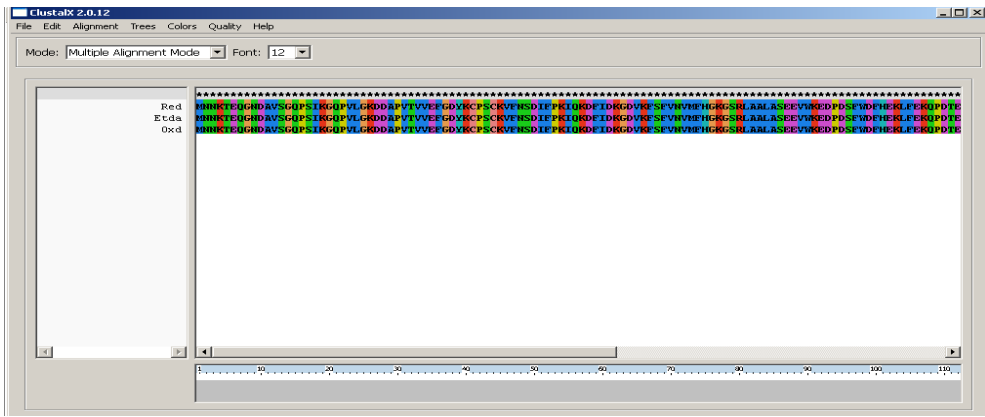 ClustalX 2.0.12
File Edit Alignment Trees Colors Quality Help
Mode: Multiple Alignment Mode Font: 12
****************************************************************************************************************
Red MNNKTEQGNDAVSGQPSIKGQPVLGKDDAPVTVVEFGDYKCPSCKVFNSDIFPKIQKDFIDKGDVKFSFVNVMFHGKGSRLAALASEEVWKEDPDSFWDFHEKLFEKQPDTE
Etda MNNKTEQGNDAVSGQPSIKGQPVLGKDDAPVTVVEFGDYKCPSCKVFNSDIFPKIQKDFIDKGDVKFSFVNVMFHGKGSRLAALASEEVWKEDPDSFWDFHEKLFEKQPDTE
Oxd MNNKTEQGNDAVSGQPSIKGQPVLGKDDAPVTVVEFGDYKCPSCKVFNSDIFPKIQKDFIDKGDVKFSFVNVMFHGKGSRLAALASEEVWKEDPDSFWDFHEKLFEKQPDTE
1 10 20 30 40 50 60 70 80 90 100 110